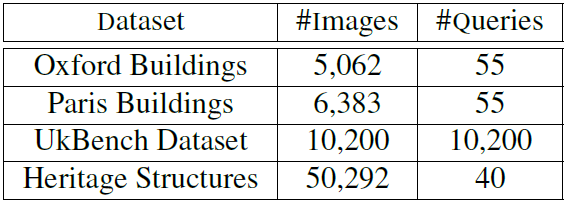 Dataset #Images #Queries
Oxford Buildings 5,062 55
Paris Buildings 6,383 55
UkBench Dataset 10,200 10,200
Heritage Structures 50,292 40